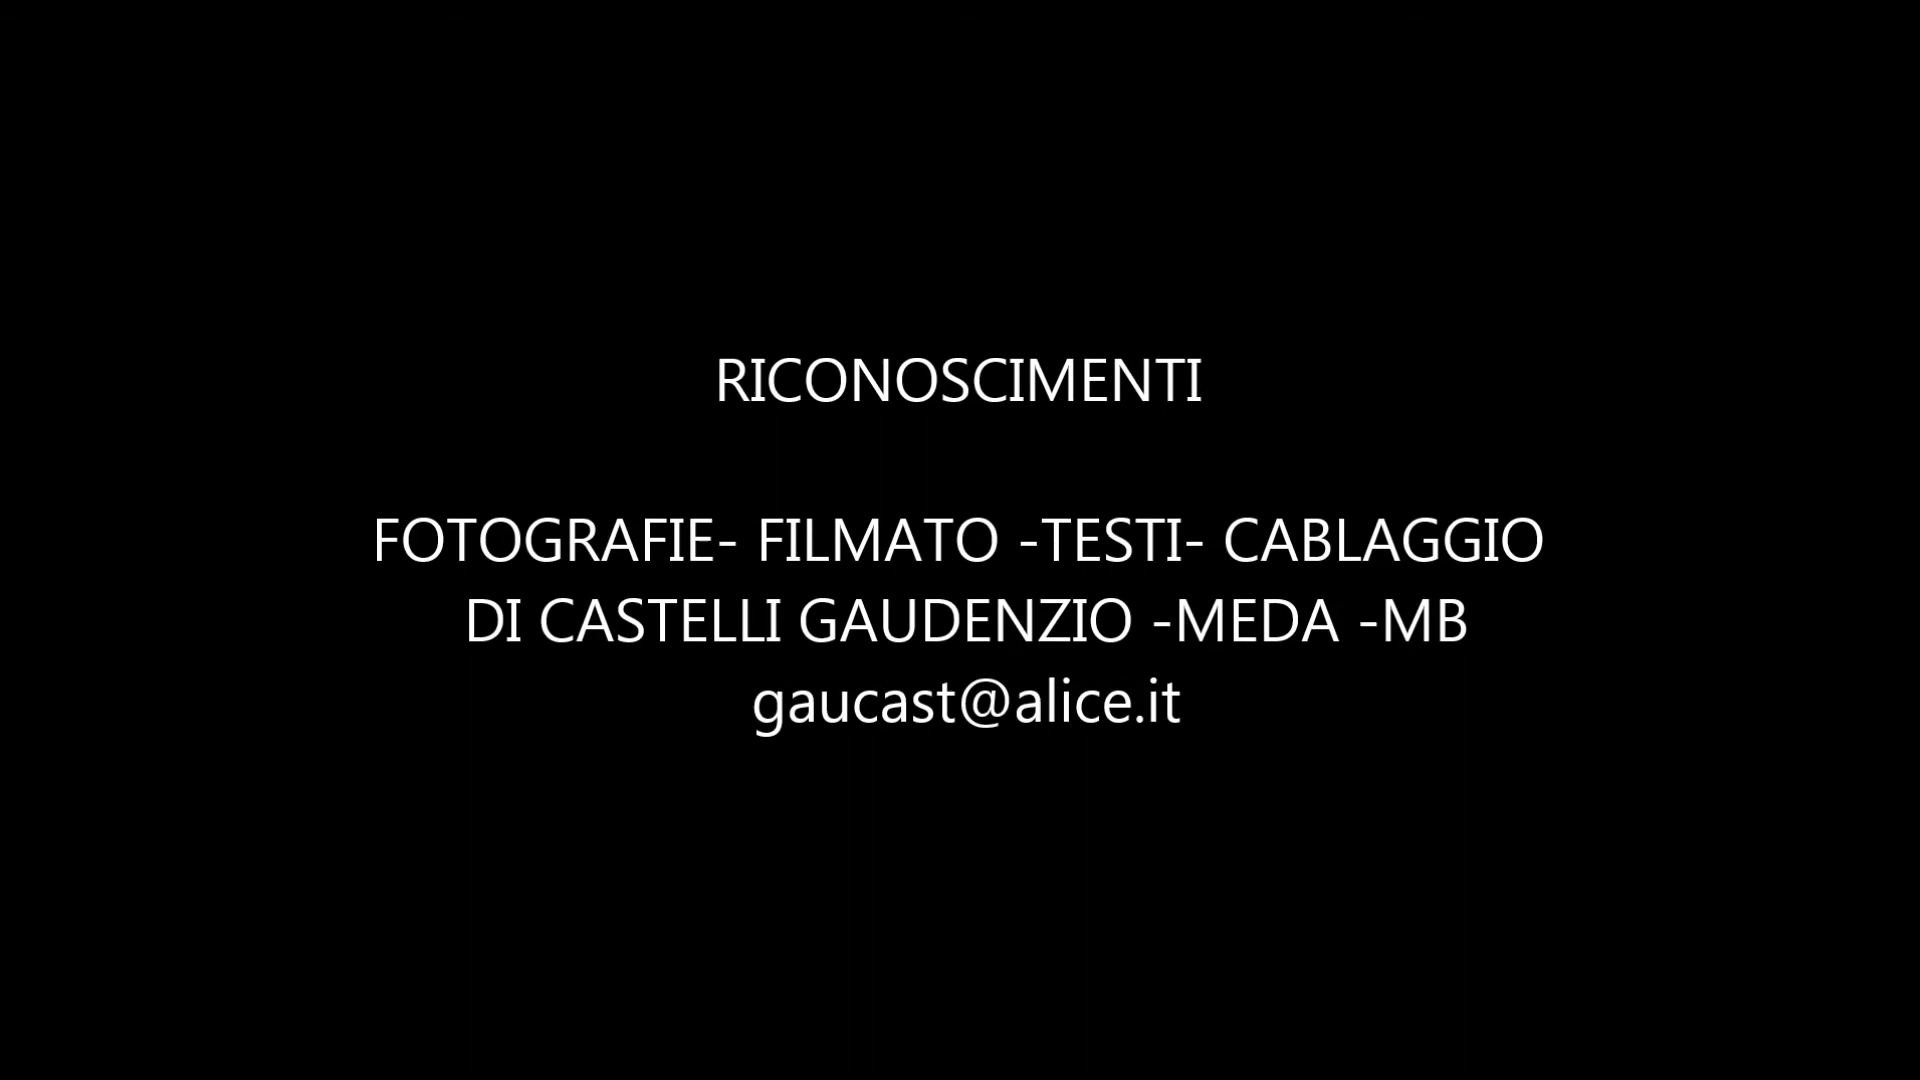 RICONOSCIMENTI
FOTOGRAFIE- FILMATO -TESTI- CABLAGGIO
DI CASTELLI GAUDENZIO -MEDA -MB
gaucast@alice.it